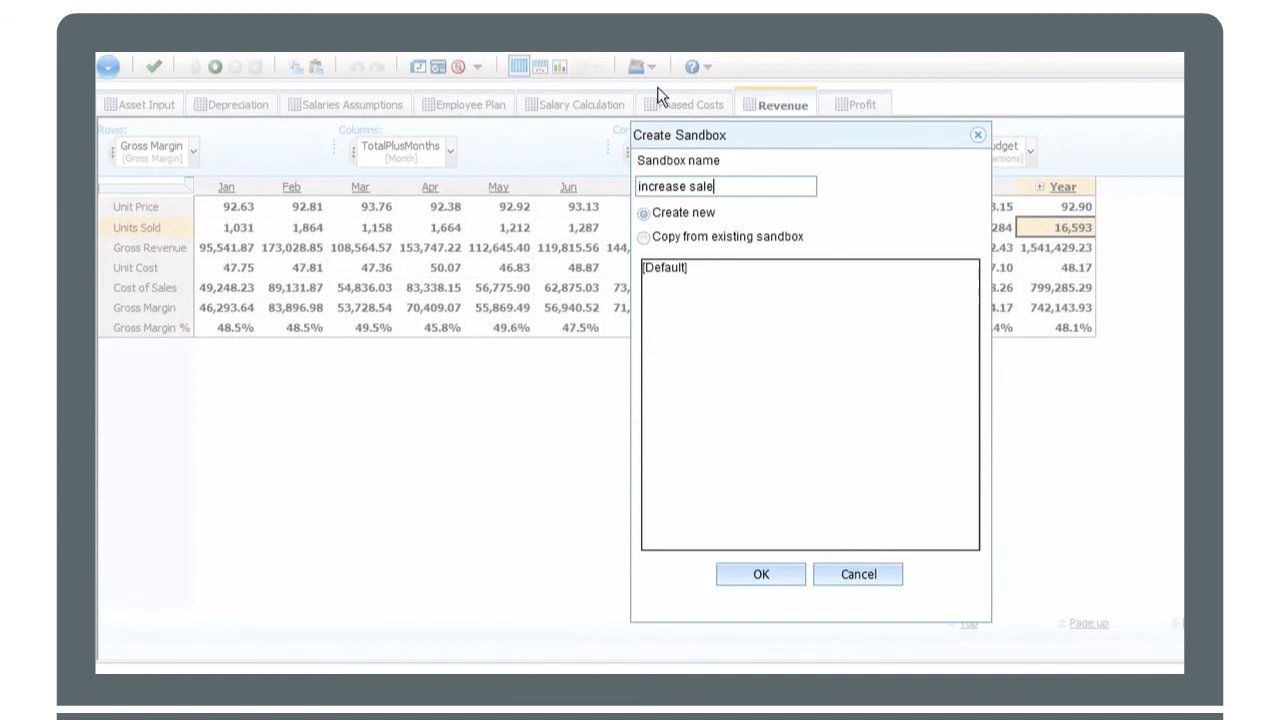 Asset Input Depreciation Salaries Assumptions Employee Plan Salary Calculation Phased Costs Revenue Profit
Rows: Columns:
Gross Margin TotalPlusMonths
[Gross Margin] [Month]
Jan Feb Mar Apr May Jun Year
Unit Price 92.63 92.81 93.76 92.38 92.92 93.13 92.90
Units Sold 1,031 1,864 1,158 1,664 1,212 1,287 16,593
Gross Revenue 95,541.87 173,028.85 108,564.57 153,747.22 112,645.40 119,815.56 144, 1,541,429.23
Unit Cost 47.75 47.81 47.36 50.07 46.83 48.87 48.17
Cost of Sales 49,248.23 89,131.87 54,836.03 83,338.15 56,775.90 62,875.03 73, 799,285.29
Gross Margin 46,293.64 83,896.98 53,728.54 70,409.07 55,869.49 56,940.52 71, 742,143.93
Gross Margin % 48.5% 48.5% 49.5% 45.8% 49.6% 47.5% 48.1%
Create Sandbox
Sandbox name
increase sale
Create new
Copy from existing sandbox
[Default]
OK Cancel
Page up